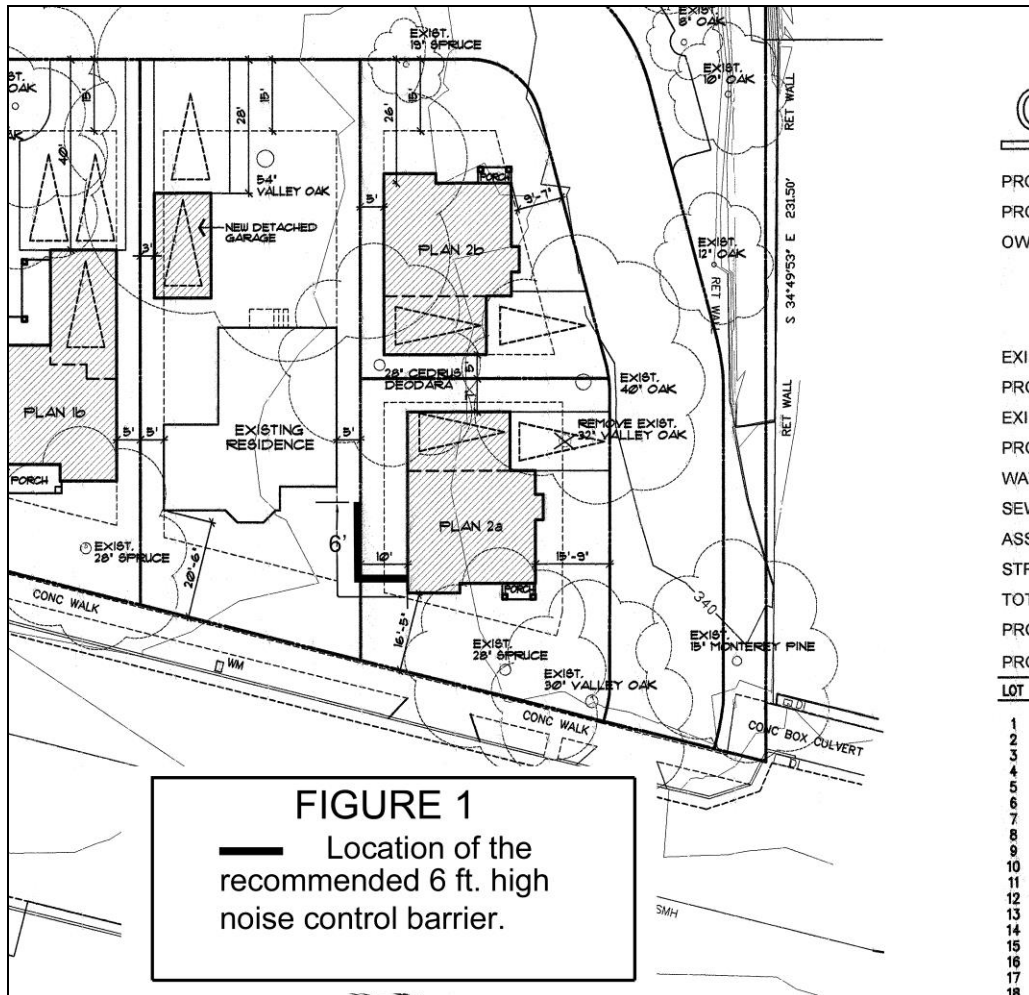 EXIST.
8" OAK
EXIST.
19" SPRUCE
EXIST.
10" OAK
RET WALL
15'
40'
28'
15'
26'
15'
54"
VALLEY OAK
PORCH
9'-7"
5'
NEW DETACHED
GARAGE
3'
PLAN 2b
EXIST.
12" OAK
RET WALL
S 34°49'53" E 231.50'
28" CEDRUS
DEODARA
5'
EXIST.
40" OAK
RET WALL
PLAN 1b
5'
5'
EXISTING
RESIDENCE
5'
REMOVE EXIST.
32" VALLEY OAK
PORCH
PLAN 2a
6'
10'
15'-9"
PORCH
EXIST.
28" SPRUCE
20'-6"
16'-5"
340
CONC WALK
WM
EXIST.
28" SPRUCE
EXIST.
30" VALLEY OAK
EXIST.
15" MONTEREY PINE
CONC WALK
CONC BOX CULVERT
SMH
FIGURE 1
Location of the
recommended 6 ft. high
noise control barrier.
LOT
1
2
3
4
5
6
7
8
9
10
11
12
13
14
15
16
17
18